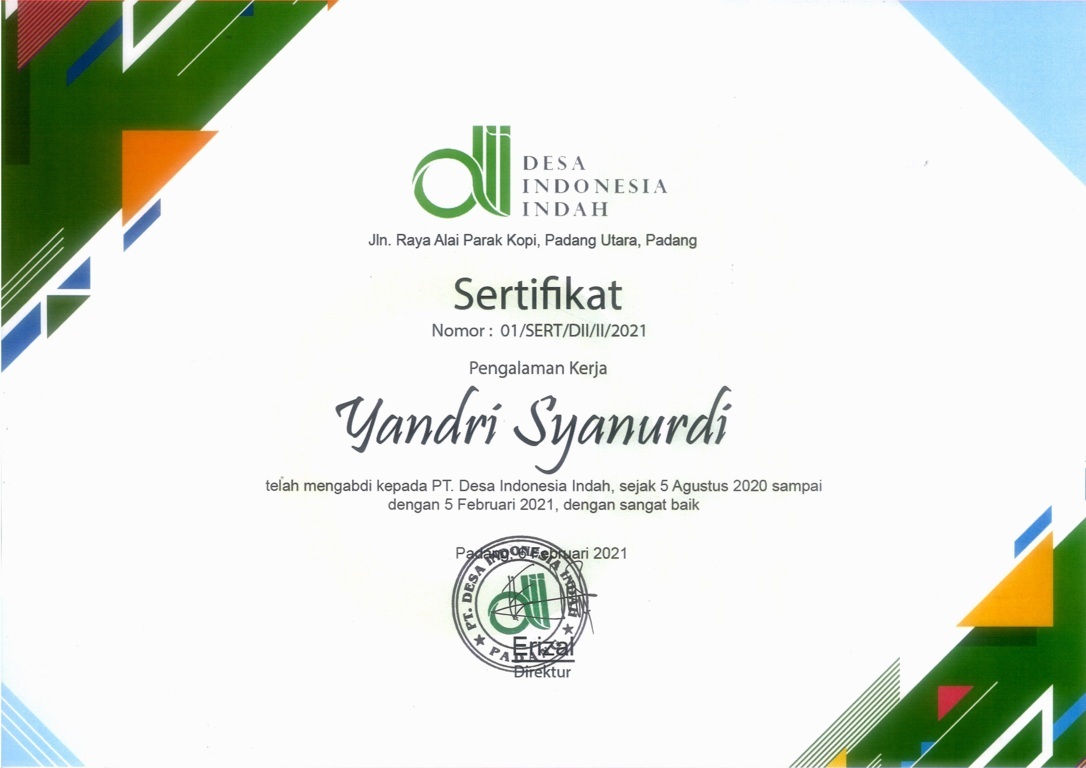 DESA
INDONESIA
INDAH
Jln. Raya Alai Parak Kopi, Padang Utara, Padang
Sertifikat
Nomor : 01/SERT/DII/II/2021
Pengalaman Kerja
Yandri Syanurdi
telah mengabdi kepada PT. Desa Indonesia Indah, sejak 5 Agustus 2020 sampai
dengan 5 Februari 2021, dengan sangat baik
Padang, 6 Februari 2021
PT. DESA INDONESIA INDAH
PADANG
Erizal
Direktur